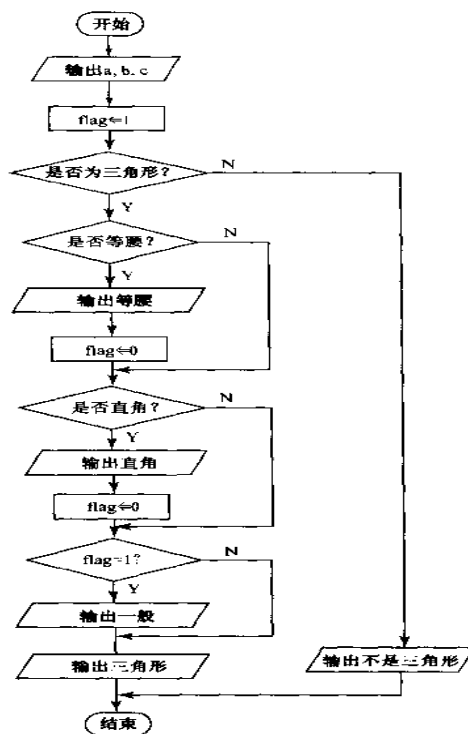 开始
输出a, b, c
flag⇐1
是否为三角形?
N
Y
是否等腰?
N
Y
输出等腰
flag⇐0
是否直角?
N
Y
输出直角
flag⇐0
flag=1?
N
Y
输出一般
输出三角形
输出不是三角形
结束